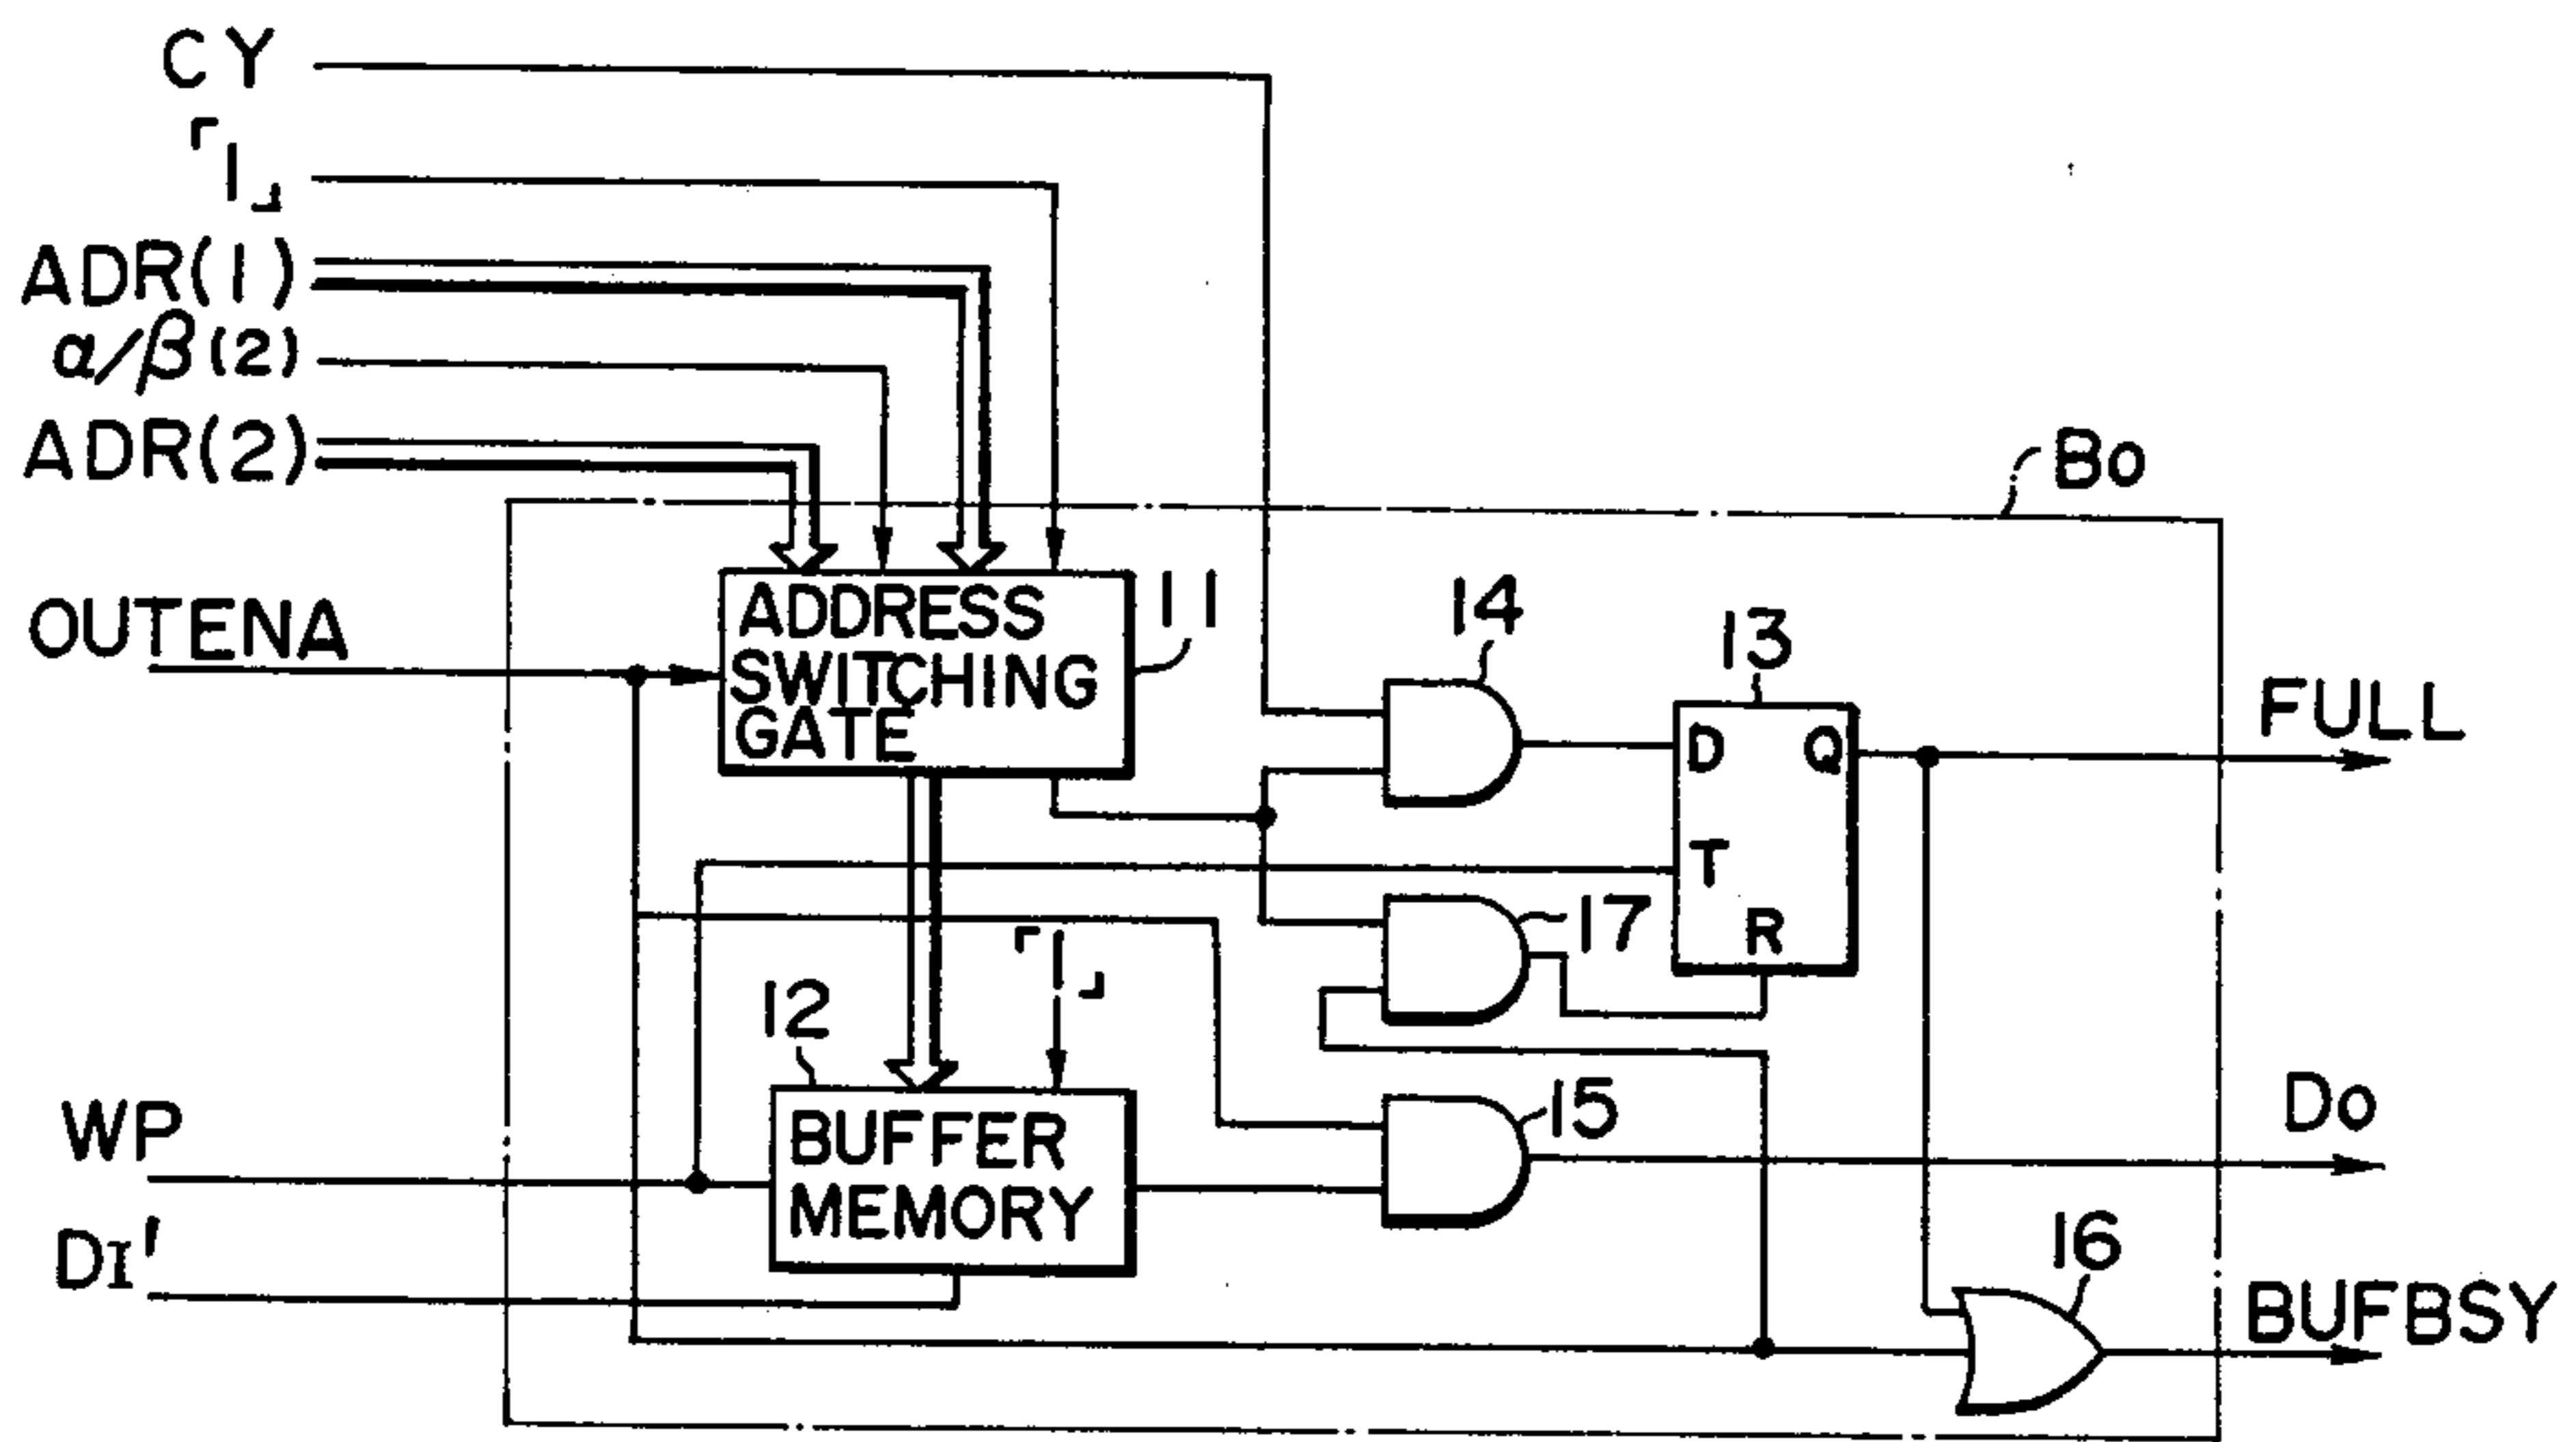 CY
「1」
ADR(1)
α/β(2)
ADR(2)
Bo
OUTENA
ADDRESS
SWITCHING
GATE
11
14
13
D Q
T
R
FULL
17
「1」
12
BUFFER
MEMORY
15
WP
DI'
Do
16
BUFBSY